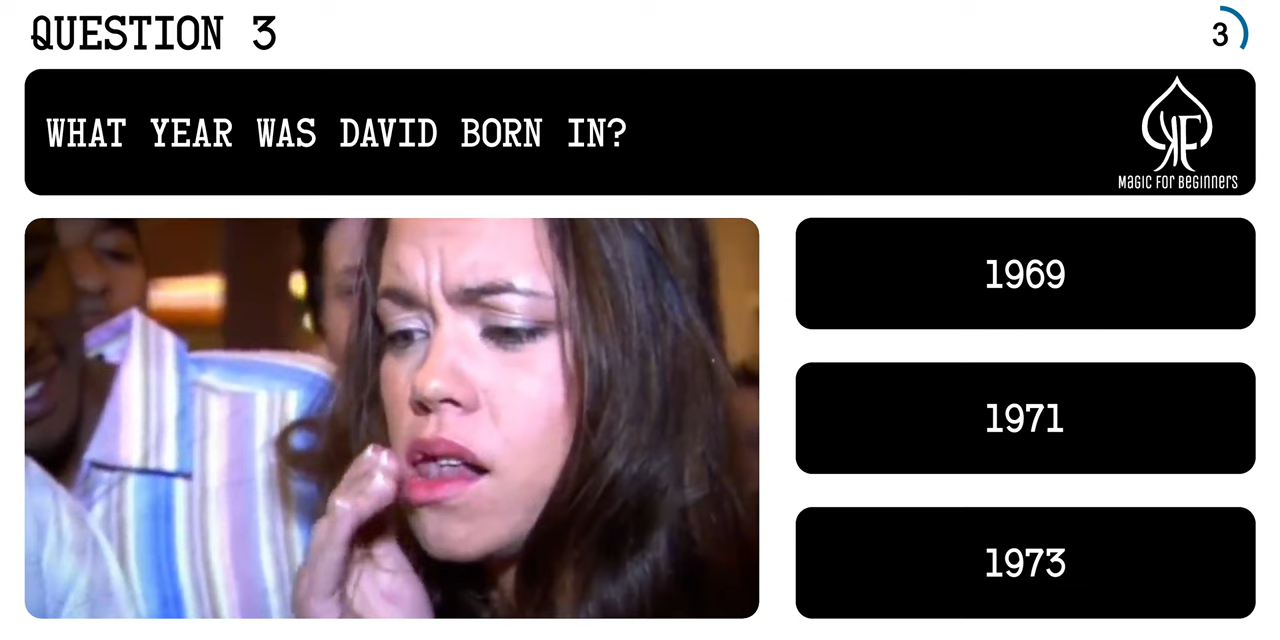 QUESTION 3
3
WHAT YEAR WAS DAVID BORN IN?
MAGIC FOR BEGINNERS
1969
1971
1973